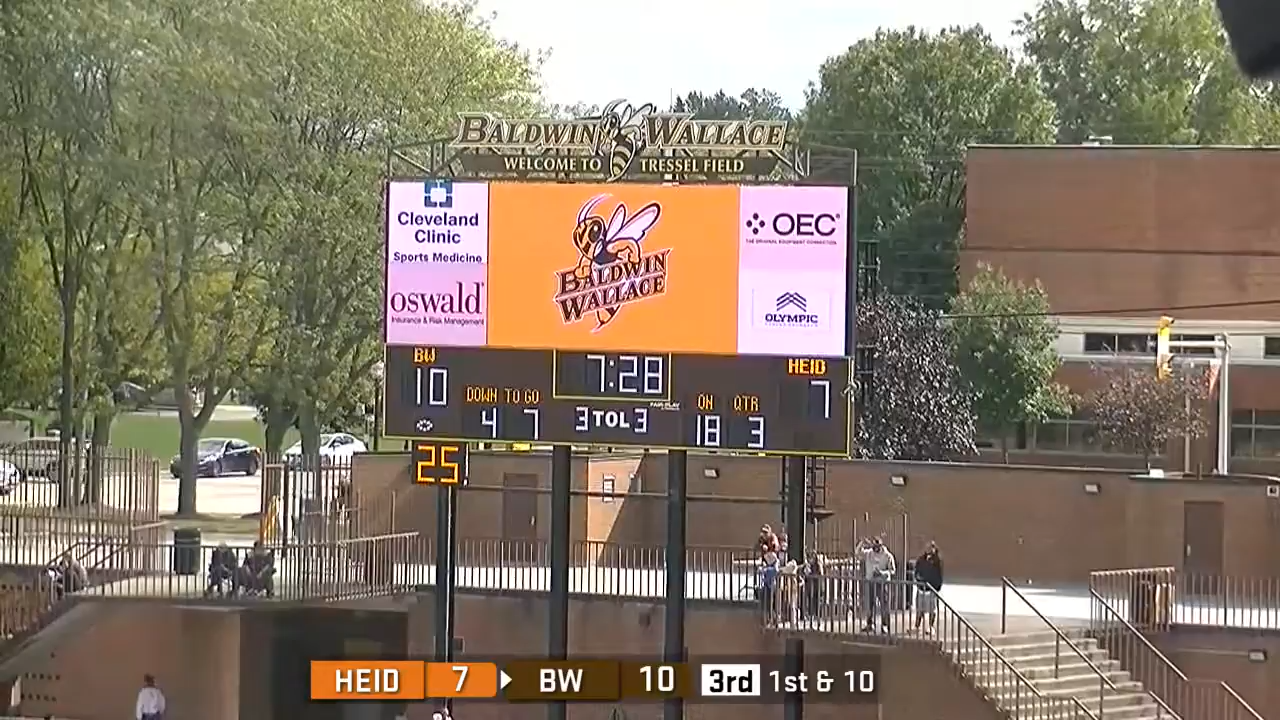 BALDWIN WALLACE
WELCOME TO TRESSEL FIELD
Cleveland
Clinic
Sports Medicine
oswald
Insurance & Risk Management
BALDWIN
WALLACE
OEC
THE ORIGINAL EQUIPMENT CONNECTION
OLYMPIC
BW
10
7:28
HEID
7
DOWN TO GO
4 7
3 TOL 3
ON QTR
18 3
25
HEID 7 BW 10 3rd 1st & 10